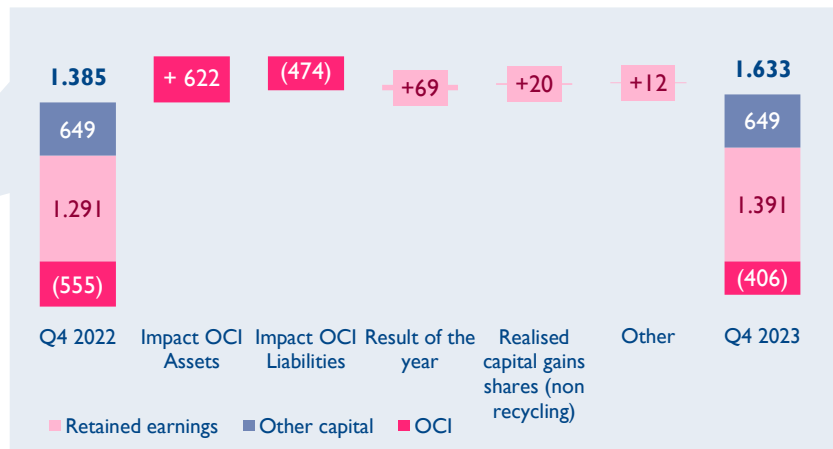 1.385
+ 622
(474)
+69
+20
+12
1.633
649
649
1.291
1.391
(555)
(406)
Q4 2022
Impact OCI
Assets
Impact OCI
Liabilities
Result of the
year
Realised
capital gains
shares (non
recycling)
Other
Q4 2023
Retained earnings
Other capital
OCI